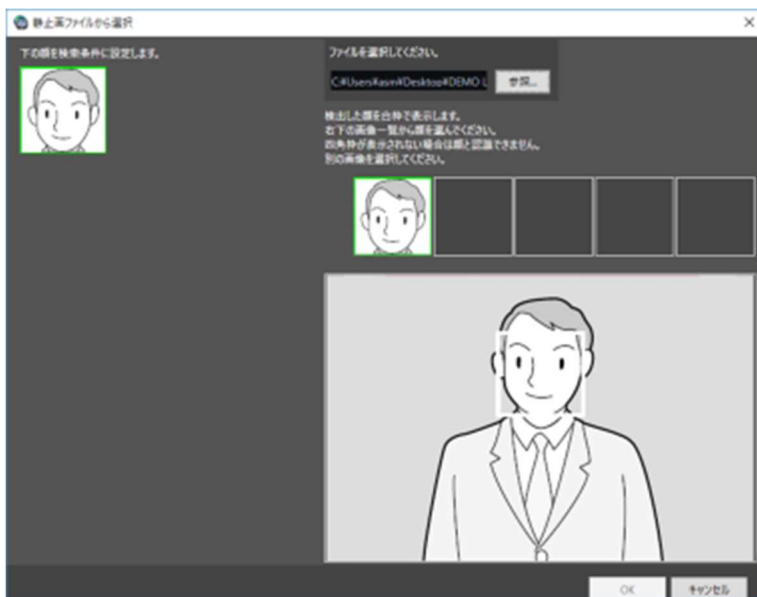 静止画ファイルから選択
下の顔を検索条件に設定します。
ファイルを選択してください。
C:¥Users¥asm¥Desktop¥DEMO L
参照...
検出した顔を白枠で表示します。
右下の画像一覧から顔を選んでください。
四角枠が表示されない場合は顔と認識できません。
別の画像を選択してください。
OK
キャンセル